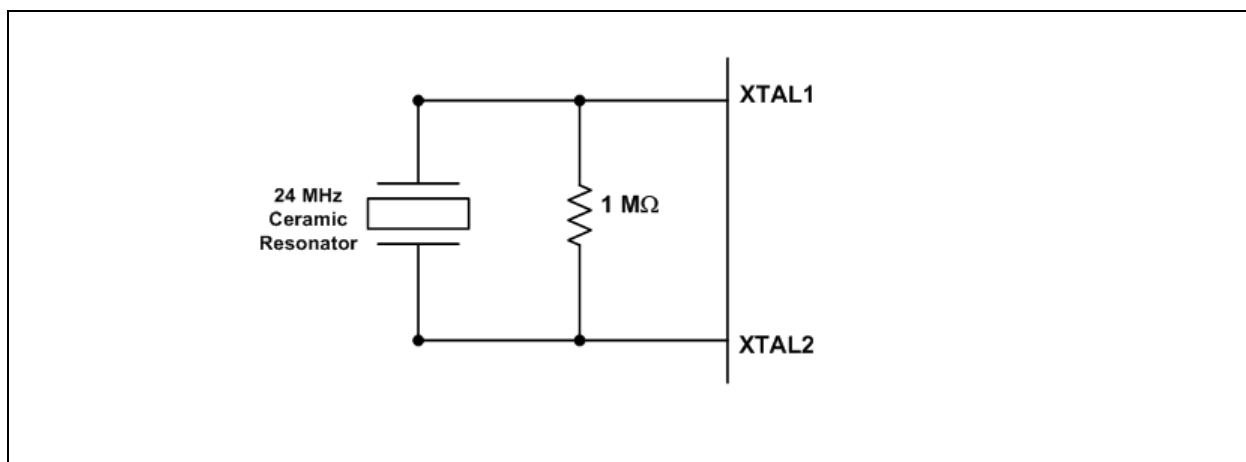 XTAL1
24 MHz
Ceramic
Resonator
1 MΩ
XTAL2